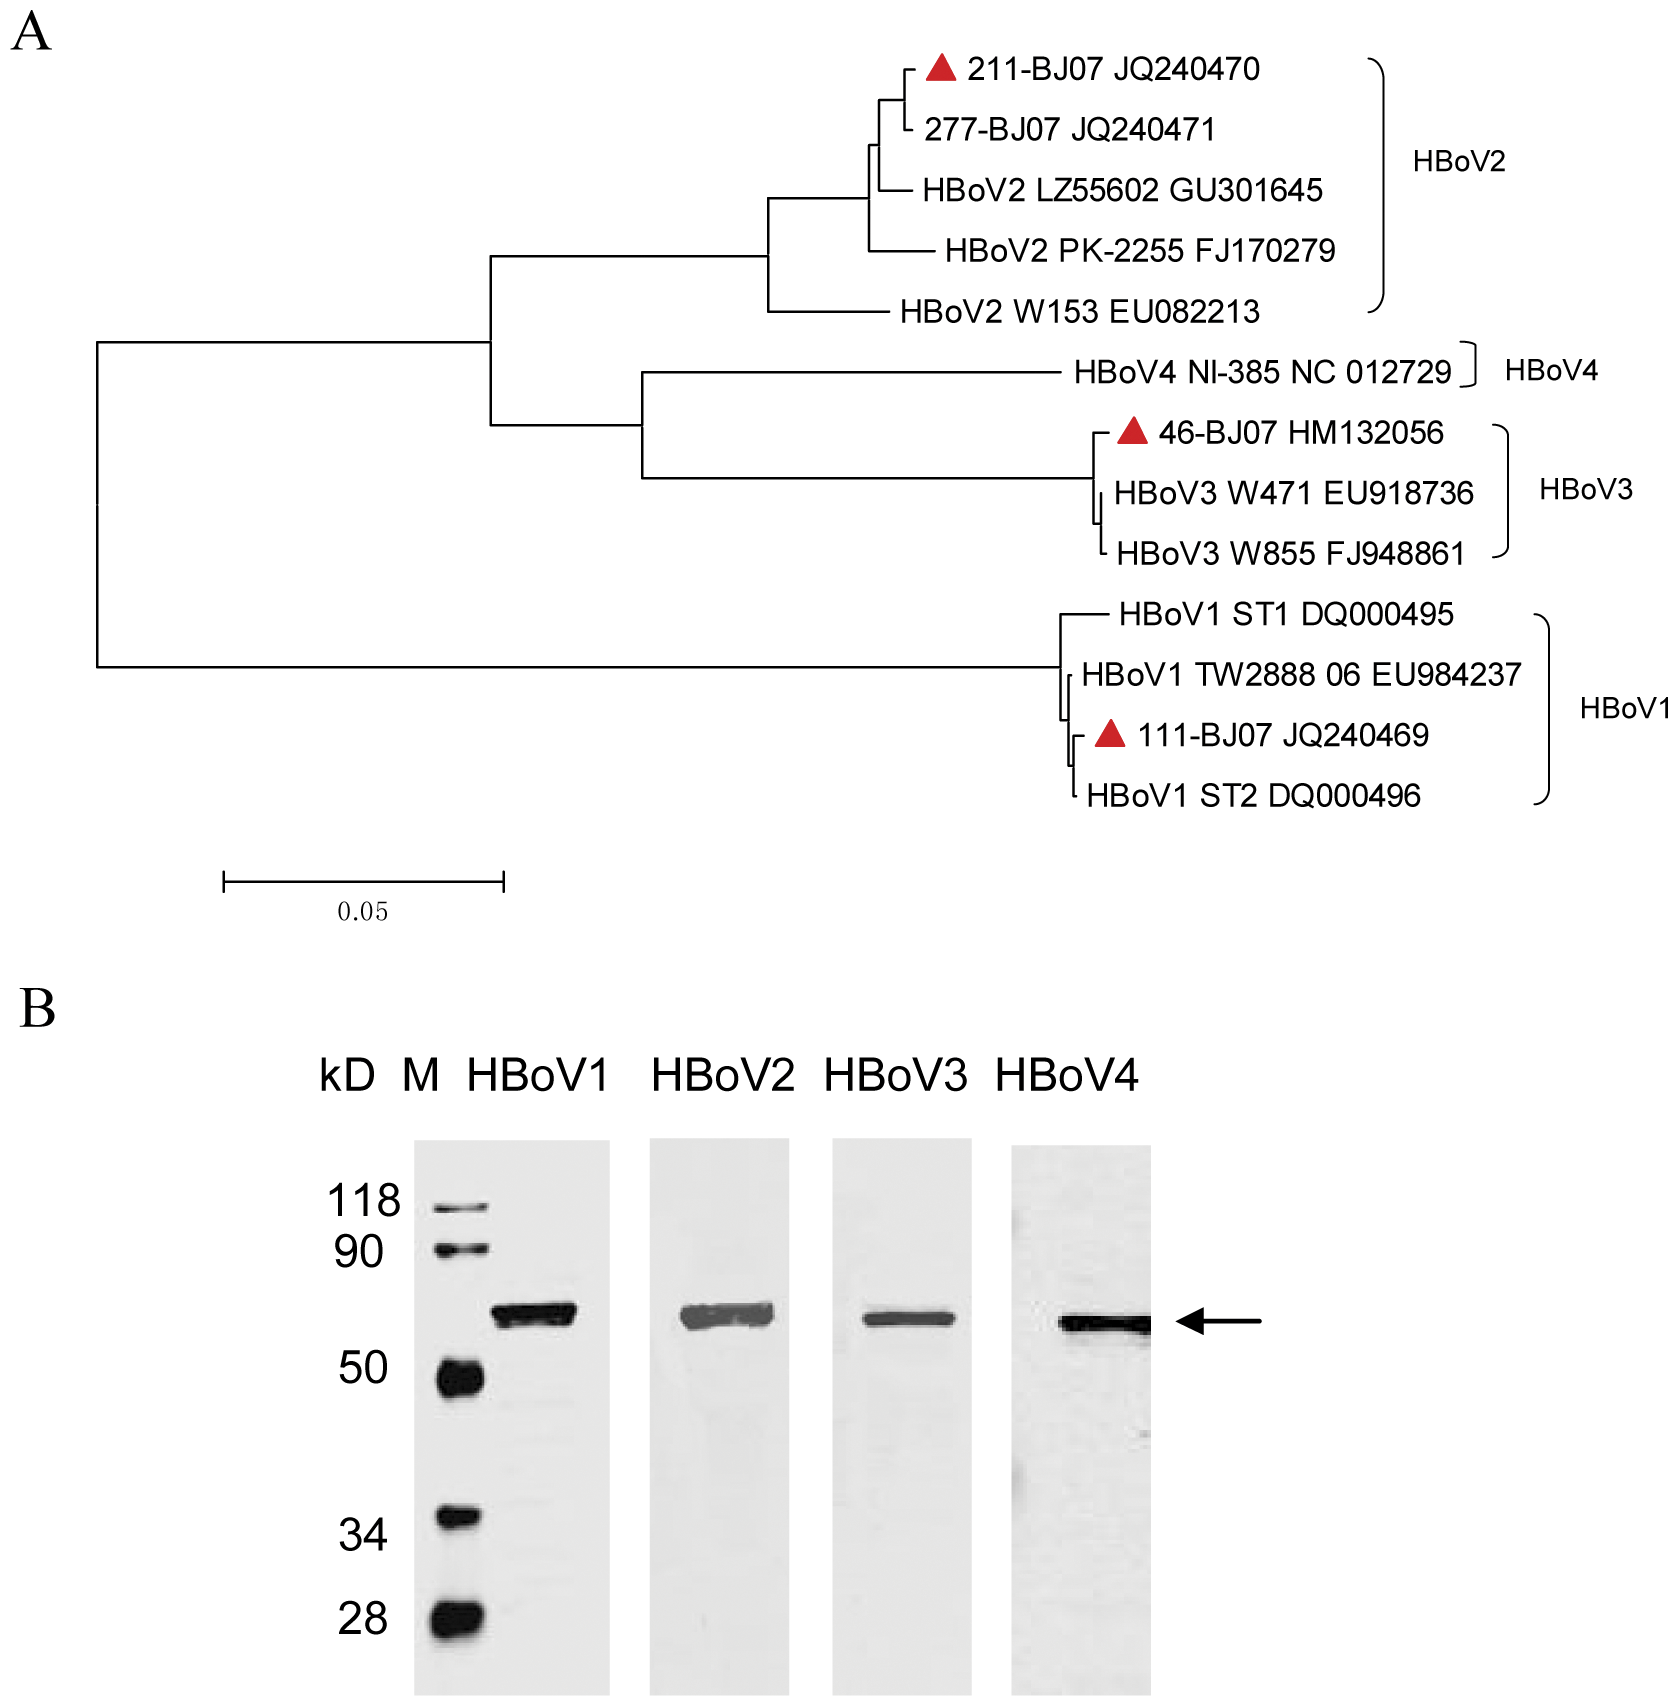 A
211-BJ07 JQ240470
277-BJ07 JQ240471
HBoV2
HBoV2 LZ55602 GU301645
HBoV2 PK-2255 FJ170279
HBoV2 W153 EU082213
HBoV4 NI-385 NC 012729 HBoV4
46-BJ07 HM132056
HBoV3 W471 EU918736 HBoV3
HBoV3 W855 FJ948861
HBoV1 ST1 DQ000495
HBoV1 TW2888 06 EU984237
HBoV1
111-BJ07 JQ240469
HBoV1 ST2 DQ000496
0.05
B
kD M HBoV1 HBoV2 HBoV3 HBoV4
118
90
50
34
28